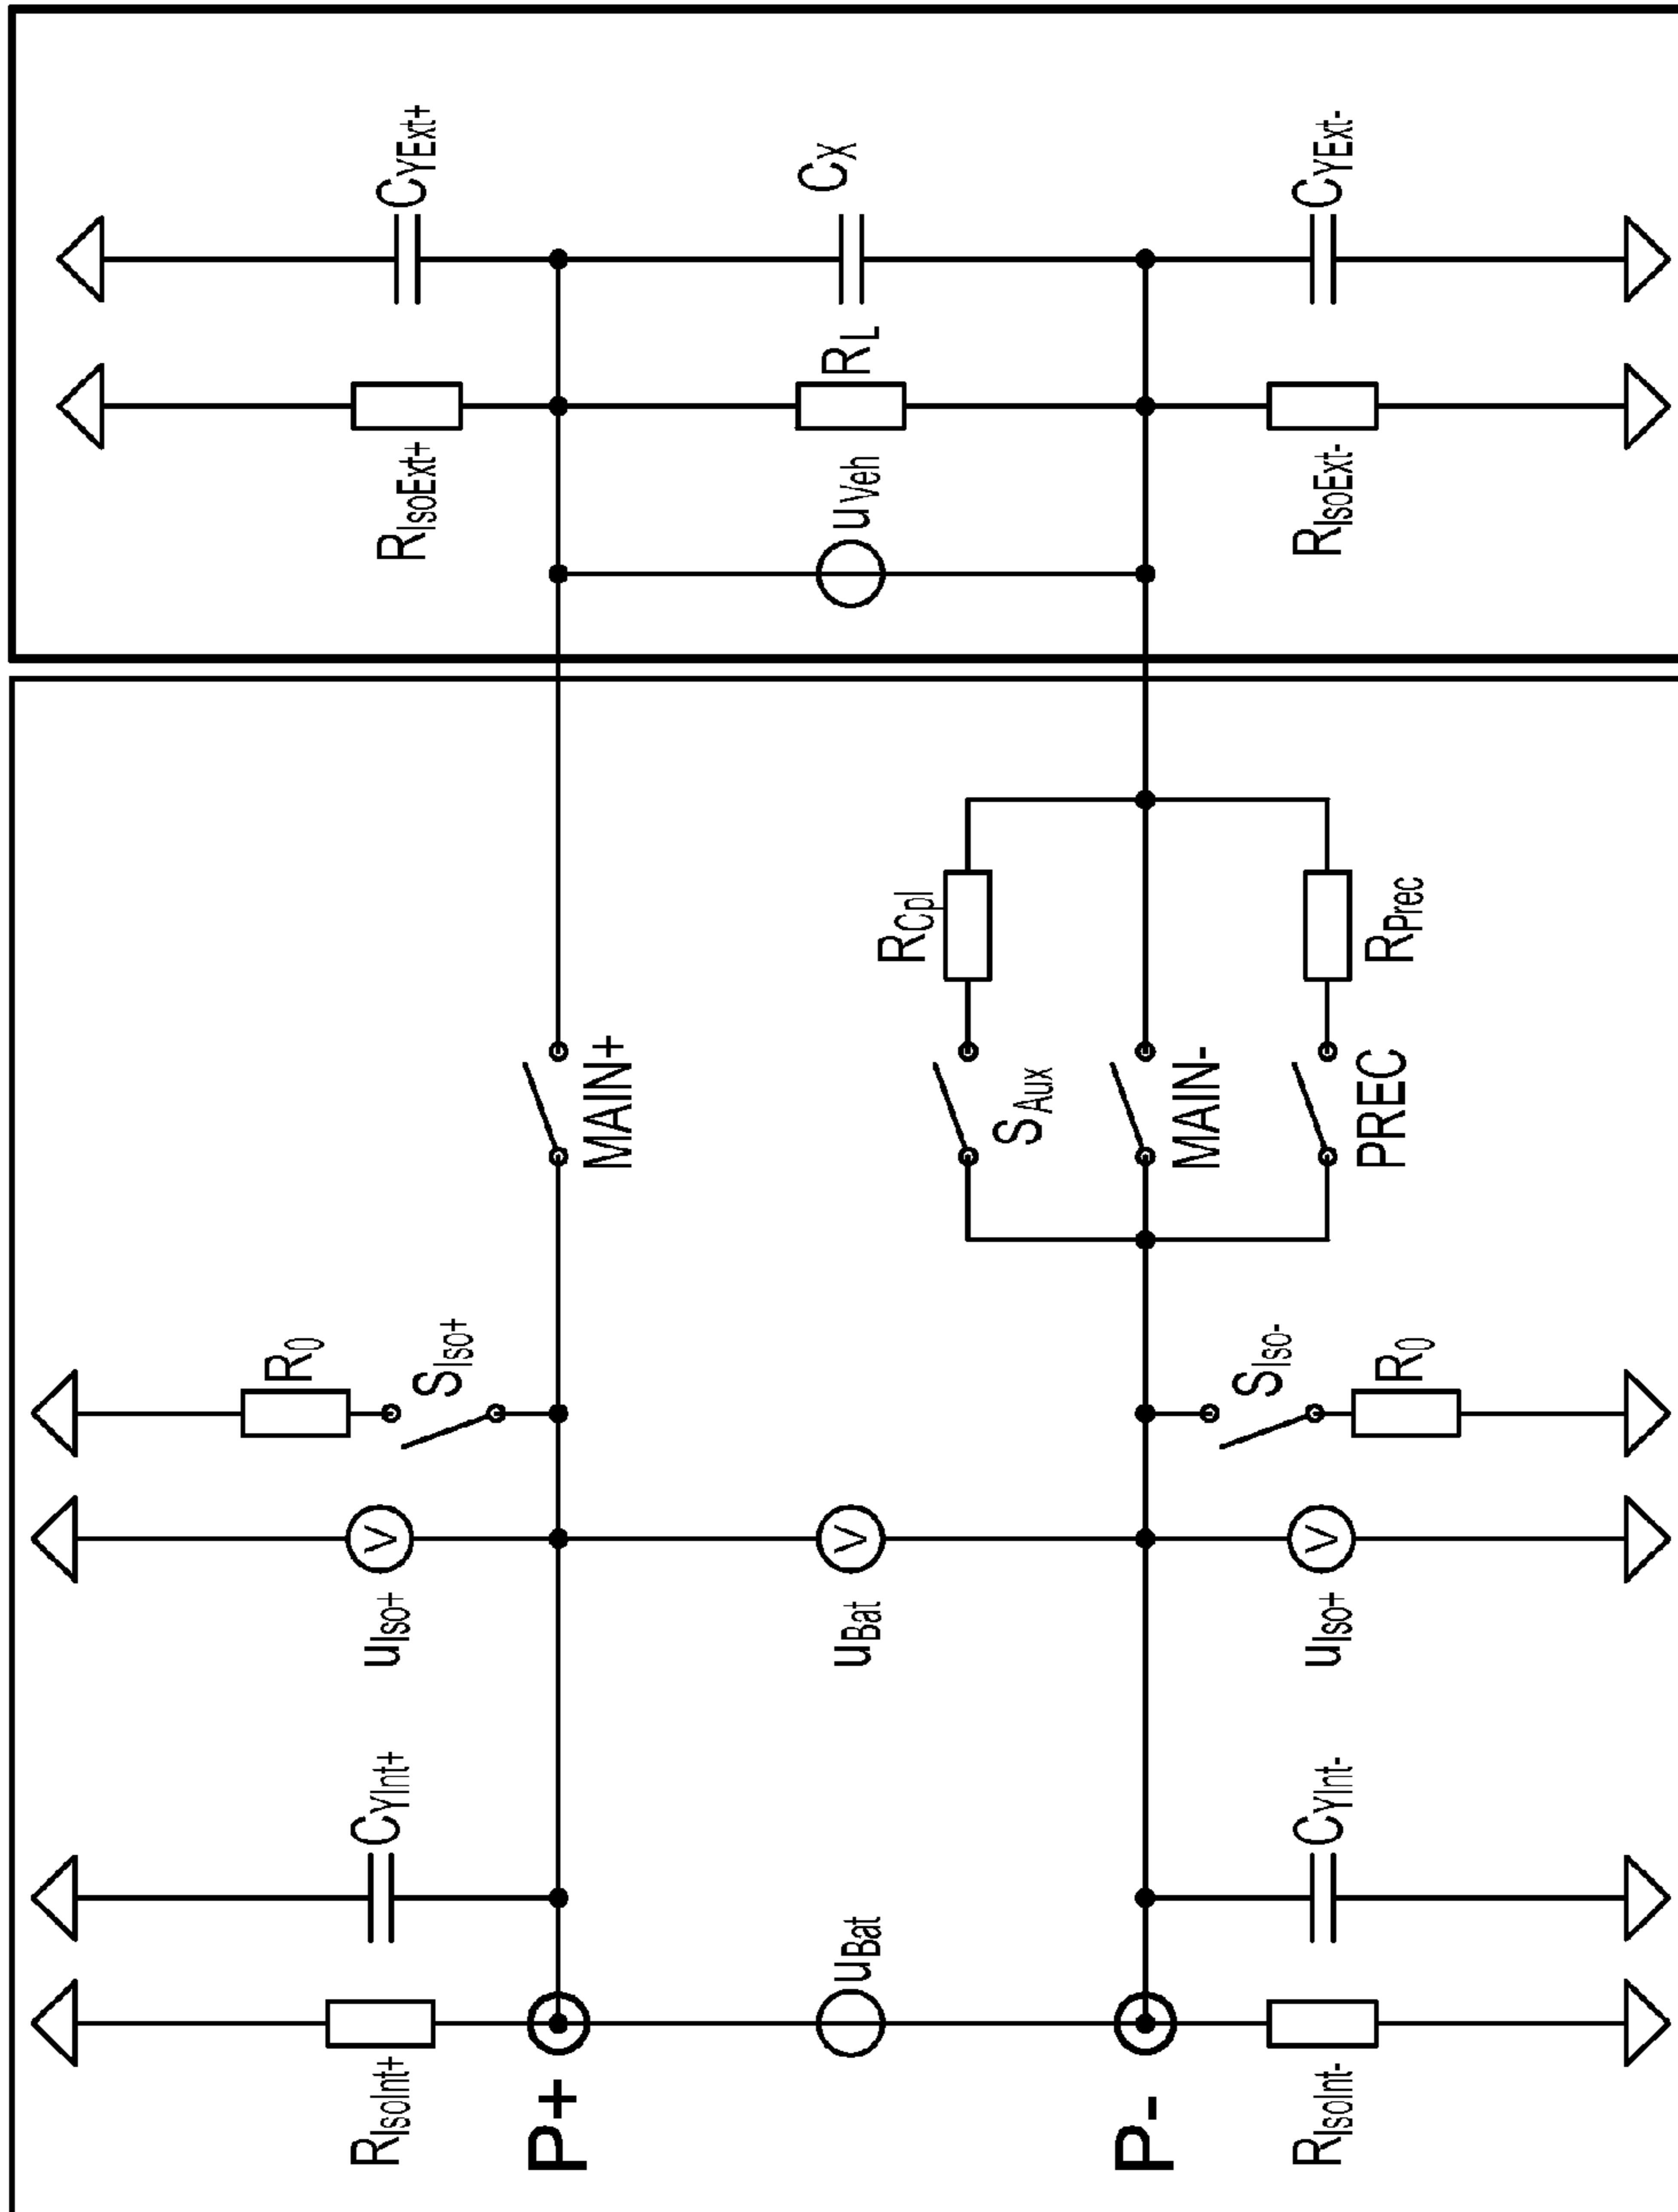 CYExt+
CX
CYExt-
RIsoExt+
RL
uVeh
RIsoExt-
RCpl
RPrec
MAIN+
SAux
MAIN-
PREC
R0
SIso+
SIso-
R0
uIso+
V
uBat
V
uIso+
V
CYInt+
CYInt-
uBat
RIsoInt+
P+
P-
RIsoInt-